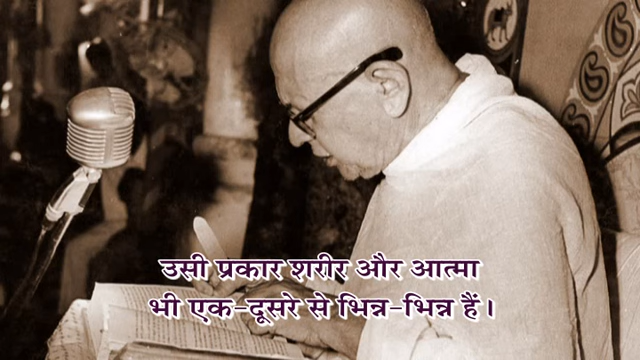 उसी प्रकार शरीर और आत्मा
भी एक-दूसरे से भिन्न-भिन्न हैं।